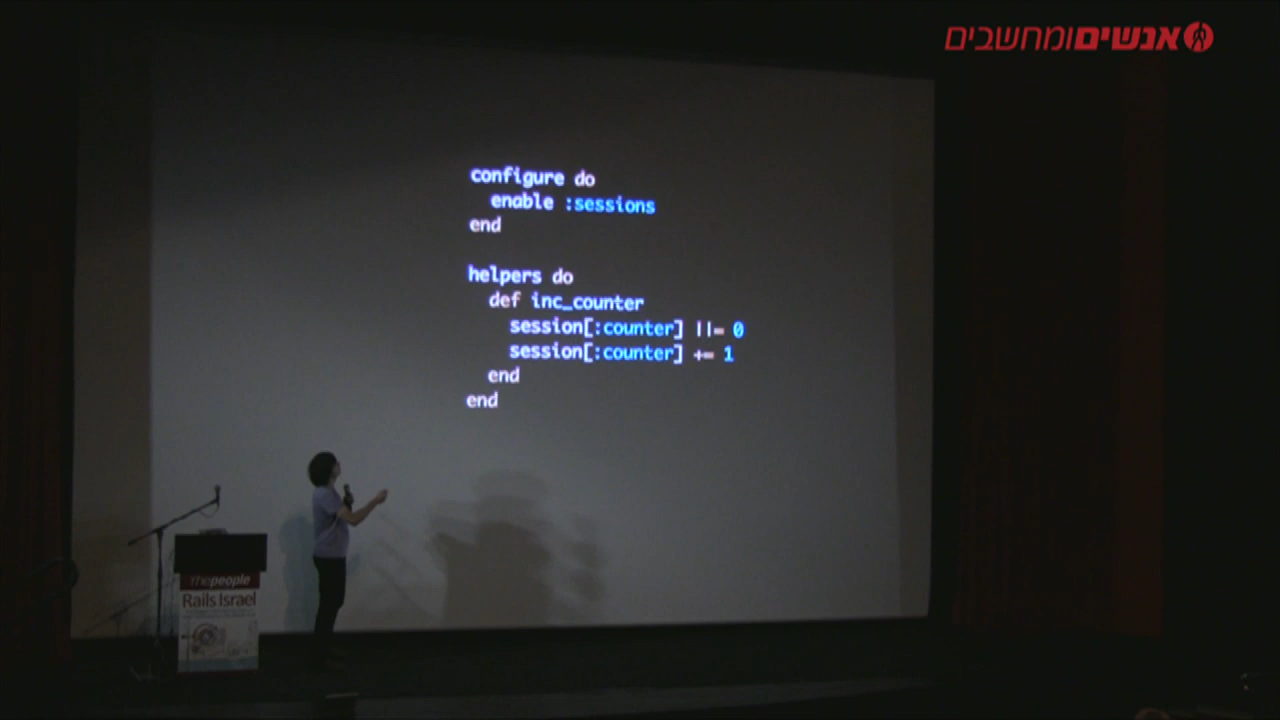 אנשיםומחשבים
configure do
  enable :sessions
end
helpers do
  def inc_counter
    session[:counter] ||= 0
    session[:counter] += 1
  end
end
thepeople
Rails Israel